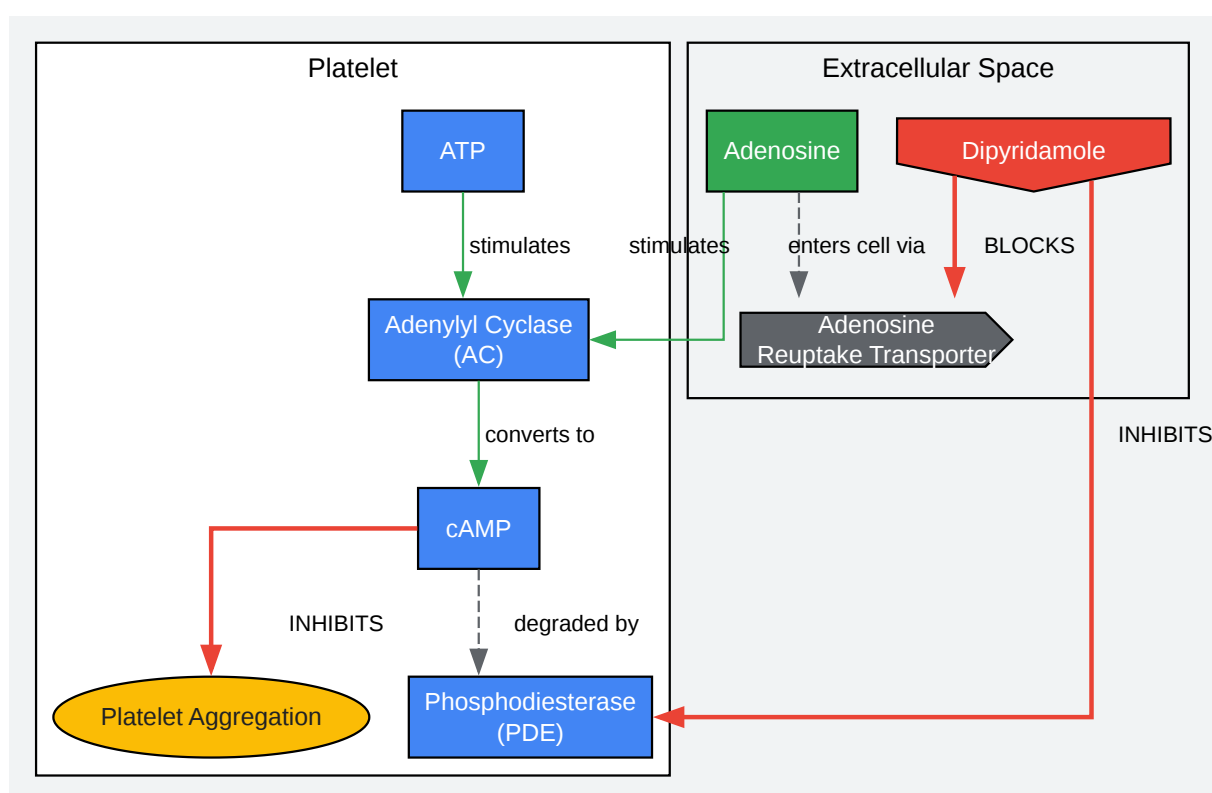 Platelet
Extracellular Space
ATP
Adenosine
Dipyridamole
stimulates
stimulates
enters cell via
BLOCKS
Adenylyl Cyclase
(AC)
Adenosine
Reuptake Transporter
converts to
INHIBITS
cAMP
INHIBITS
degraded by
Platelet Aggregation
Phosphodiesterase
(PDE)